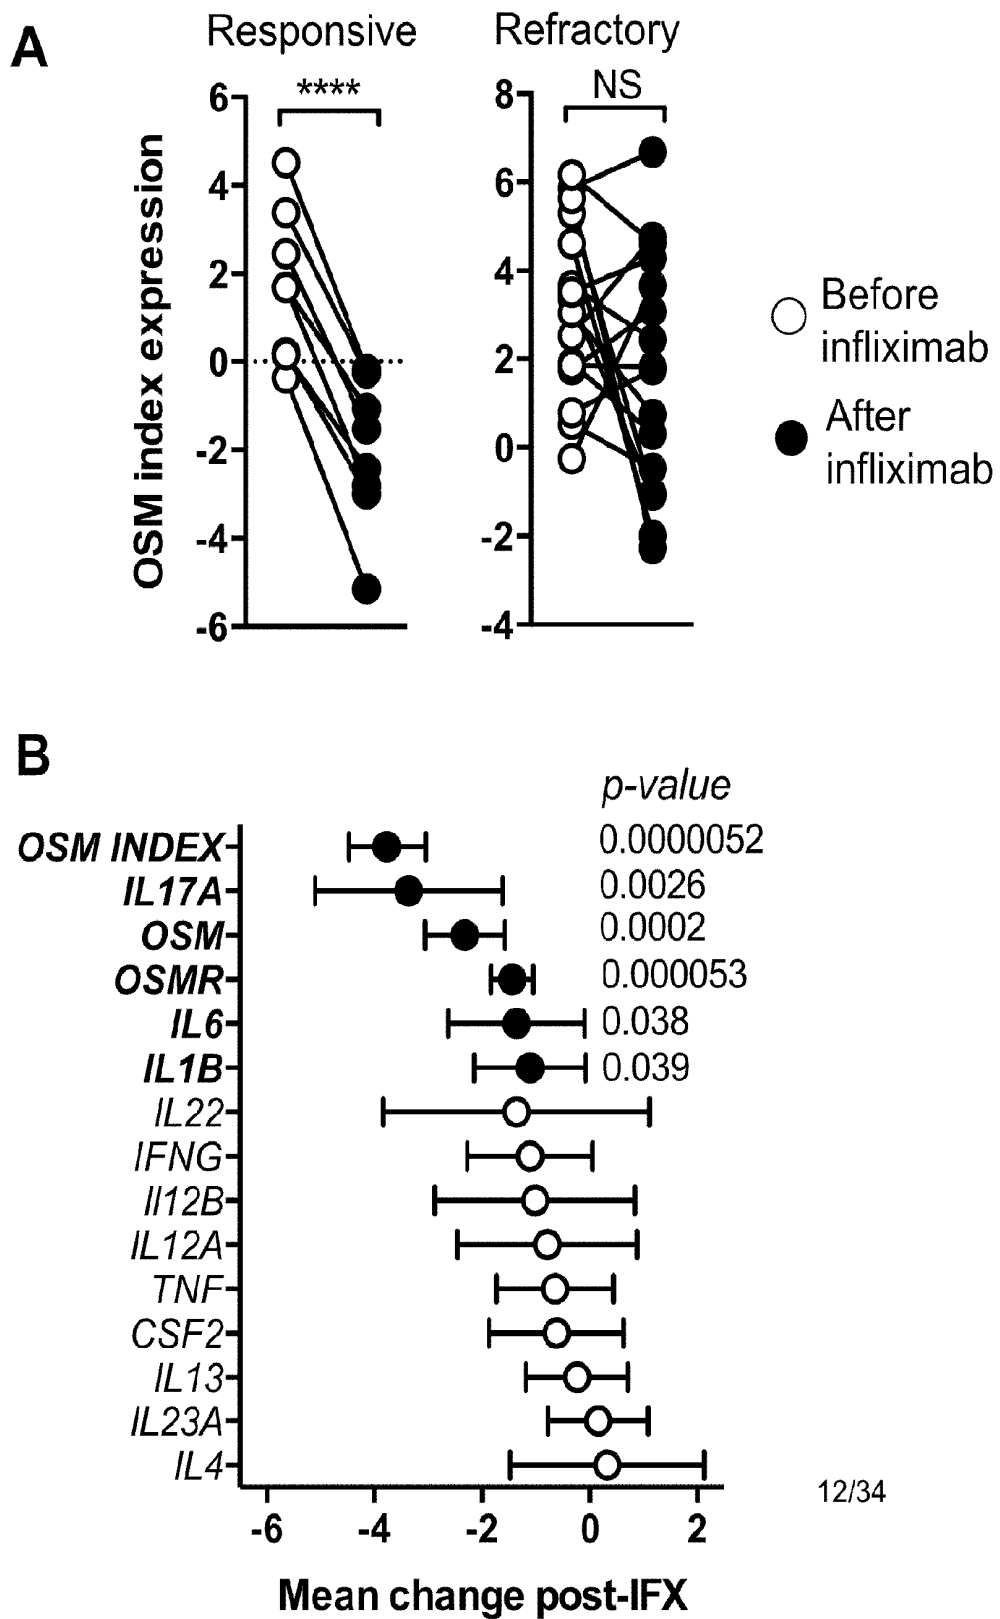 A
Responsive
Refractory
****
NS
OSM index expression
6
4
2
0
-2
-4
-6
8
6
4
2
0
-2
-4
Before
infliximab
After
infliximab
B
p-value
OSM INDEX 0.0000052
IL17A 0.0026
OSM 0.0002
OSMR 0.000053
IL6 0.038
IL1B 0.039
IL22
IFNG
Il12B
IL12A
TNF
CSF2
IL13
IL23A
IL4
12/34
-6 -4 -2 0 2
Mean change post-IFX